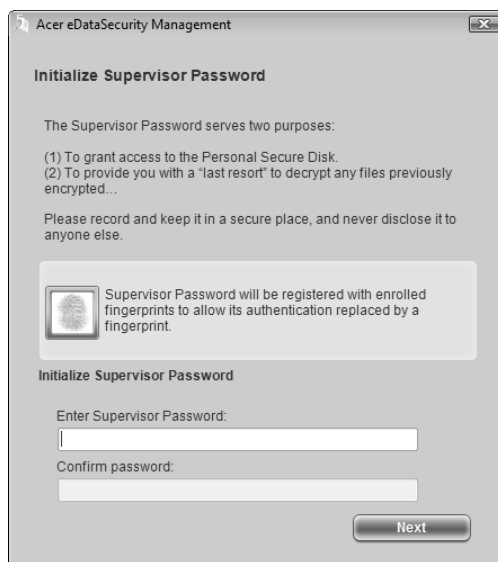 Acer eDataSecurity Management
Initialize Supervisor Password
The Supervisor Password serves two purposes:
(1) To grant access to the Personal Secure Disk.
(2) To provide you with a “last resort” to decrypt any files previously
encrypted...
Please record and keep it in a secure place, and never disclose it to
anyone else.
Supervisor Password will be registered with enrolled
fingerprints to allow its authentication replaced by a
fingerprint.
Initialize Supervisor Password
Enter Supervisor Password:
Confirm password:
Next